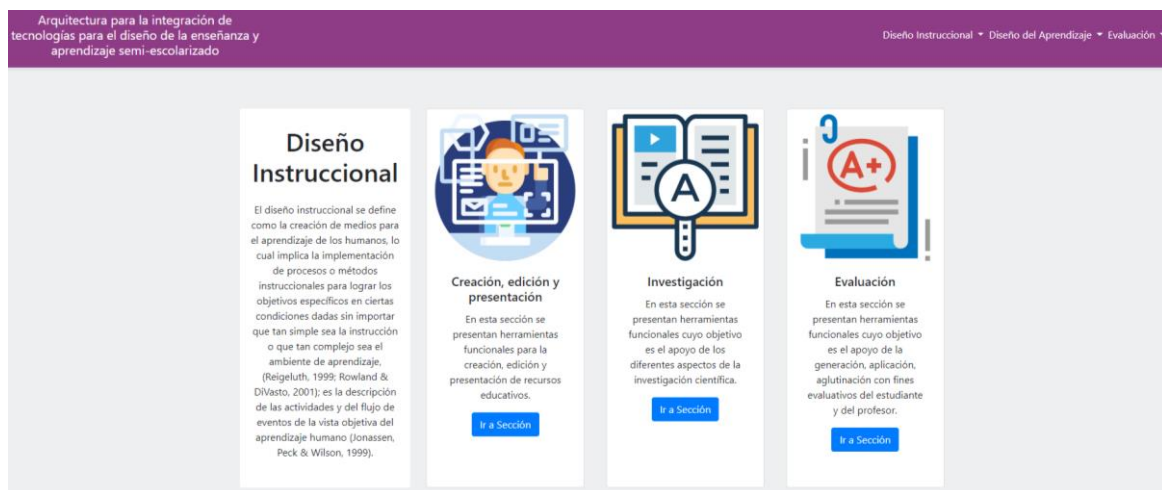 Arquitectura para la integración de
tecnologías para el diseño de la enseñanza y
aprendizaje semi-escolarizado
Diseño Instruccional Diseño del Aprendizaje Evaluación
Diseño
Instruccional
El diseño instruccional se define
como la creación de medios para
el aprendizaje de los humanos, lo
cual implica la implementación
de procesos o métodos
instruccionales para lograr los
objetivos específicos en ciertas
condiciones dadas sin importar
que tan simple sea la instrucción
o que tan complejo sea el
ambiente de aprendizaje,
(Reigeluth, 1999; Rowland &
DiVasto, 2001); es la descripción
de las actividades y del flujo de
eventos de la vista objetiva del
aprendizaje humano (Jonassen,
Peck & Wilson, 1999).
Creación, edición y
presentación
En esta sección se
presentan herramientas
funcionales para la
creación, edición y
presentación de recursos
educativos.
Ir a Sección
A
Investigación
En esta sección se
presentan herramientas
funcionales cuyo objetivo
es el apoyo de los
diferentes aspectos de la
investigación científica.
Ir a Sección
A+
Evaluación
En esta sección se
presentan herramientas
funcionales cuyo objetivo
es el apoyo de la
generación, aplicación,
aglutinación con fines
evaluativos del estudiante
y del profesor.
Ir a Sección